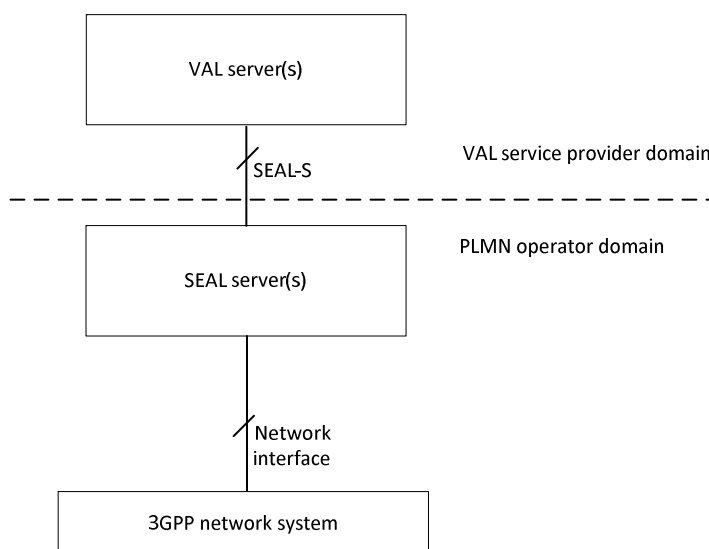 VAL server(s)
VAL service provider domain
SEAL-S
PLMN operator domain
SEAL server(s)
Network
interface
3GPP network system